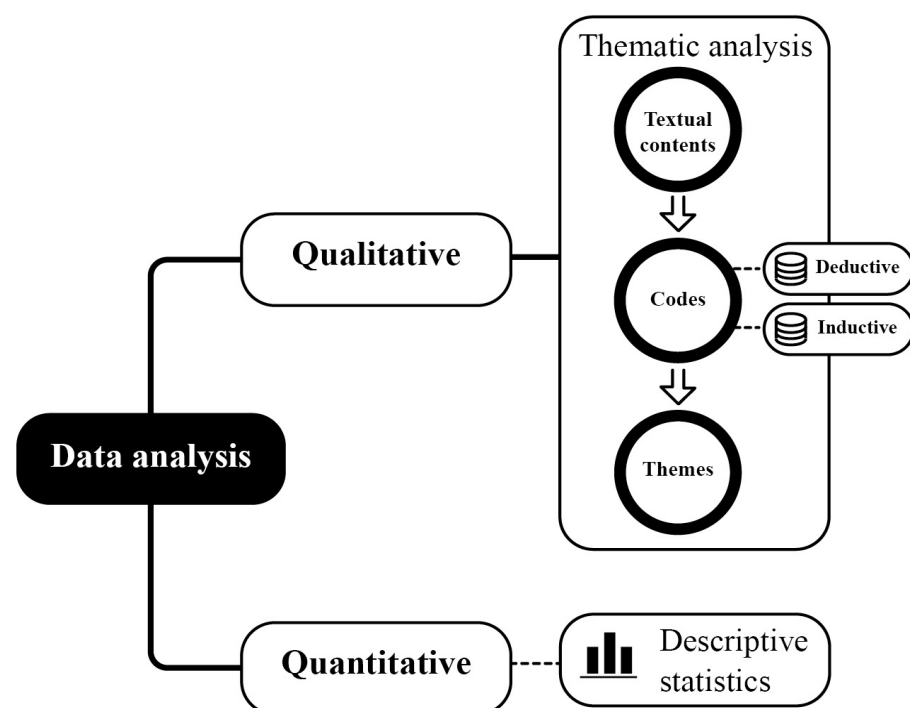 Thematic analysis
Textual
contents
Qualitative
Codes
Deductive
Inductive
Data analysis
Themes
Quantitative
Descriptive
statistics